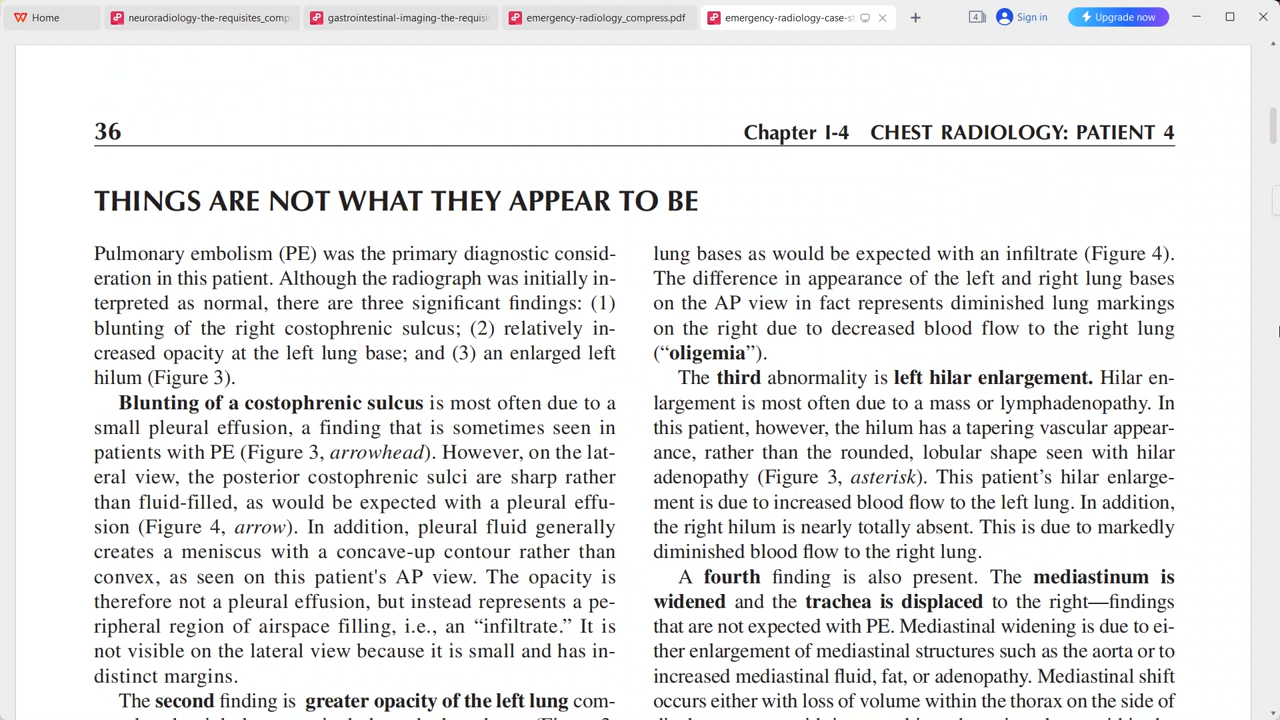 Home
neuroradiology-the-requisites_comp
gastrointestinal-imaging-the-requisit
emergency-radiology_compress.pdf
emergency-radiology-case-st
4
Sign in
Upgrade now
36
Chapter I-4 CHEST RADIOLOGY: PATIENT 4
THINGS ARE NOT WHAT THEY APPEAR TO BE
Pulmonary embolism (PE) was the primary diagnostic consid-
eration in this patient. Although the radiograph was initially in-
terpreted as normal, there are three significant findings: (1)
blunting of the right costophrenic sulcus; (2) relatively in-
creased opacity at the left lung base; and (3) an enlarged left
hilum (Figure 3).
Blunting of a costophrenic sulcus is most often due to a
small pleural effusion, a finding that is sometimes seen in
patients with PE (Figure 3, arrowhead). However, on the lat-
eral view, the posterior costophrenic sulci are sharp rather
than fluid-filled, as would be expected with a pleural effu-
sion (Figure 4, arrow). In addition, pleural fluid generally
creates a meniscus with a concave-up contour rather than
convex, as seen on this patient's AP view. The opacity is
therefore not a pleural effusion, but instead represents a pe-
ripheral region of airspace filling, i.e., an “infiltrate.” It is
not visible on the lateral view because it is small and has in-
distinct margins.
The second finding is greater opacity of the left lung com-
lung bases as would be expected with an infiltrate (Figure 4).
The difference in appearance of the left and right lung bases
on the AP view in fact represents diminished lung markings
on the right due to decreased blood flow to the right lung
(“oligemia”).
The third abnormality is left hilar enlargement. Hilar en-
largement is most often due to a mass or lymphadenopathy. In
this patient, however, the hilum has a tapering vascular appear-
ance, rather than the rounded, lobular shape seen with hilar
adenopathy (Figure 3, asterisk). This patient's hilar enlarge-
ment is due to increased blood flow to the left lung. In addition,
the right hilum is nearly totally absent. This is due to markedly
diminished blood flow to the right lung.
A fourth finding is also present. The mediastinum is
widened and the trachea is displaced to the right—findings
that are not expected with PE. Mediastinal widening is due to ei-
ther enlargement of mediastinal structures such as the aorta or to
increased mediastinal fluid, fat, or adenopathy. Mediastinal shift
occurs either with loss of volume within the thorax on the side of